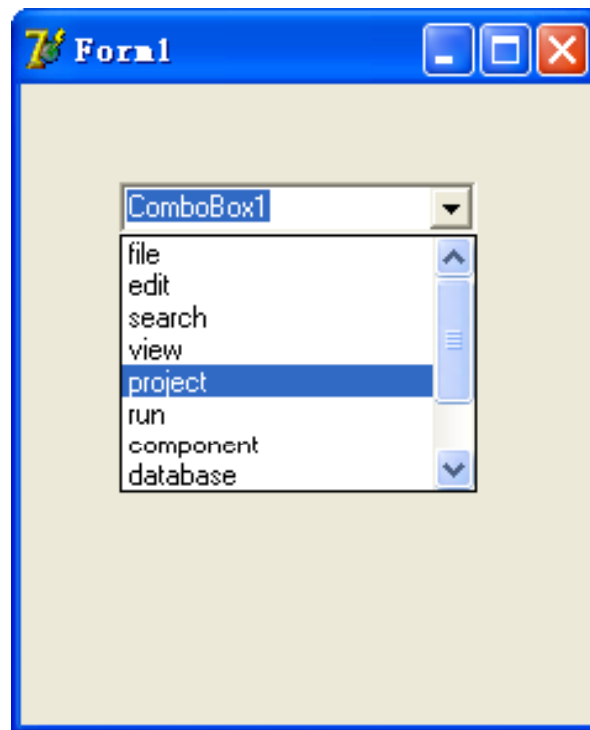 Form1
ComboBox1
file
edit
search
view
project
run
component
database